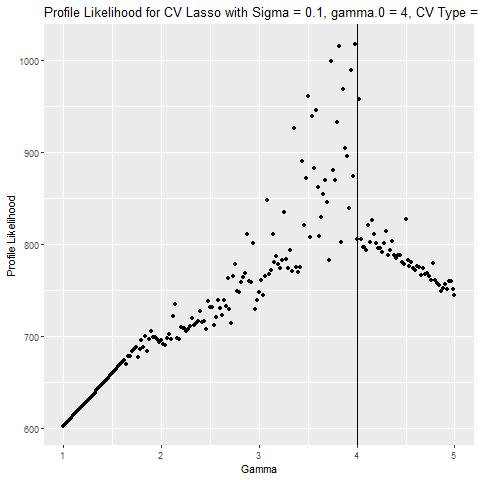 Profile Likelihood for CV Lasso with Sigma = 0.1, gamma.0 = 4, CV Type =
Profile Likelihood
1000
900
800
700
600
1 2 3 4 5
Gamma